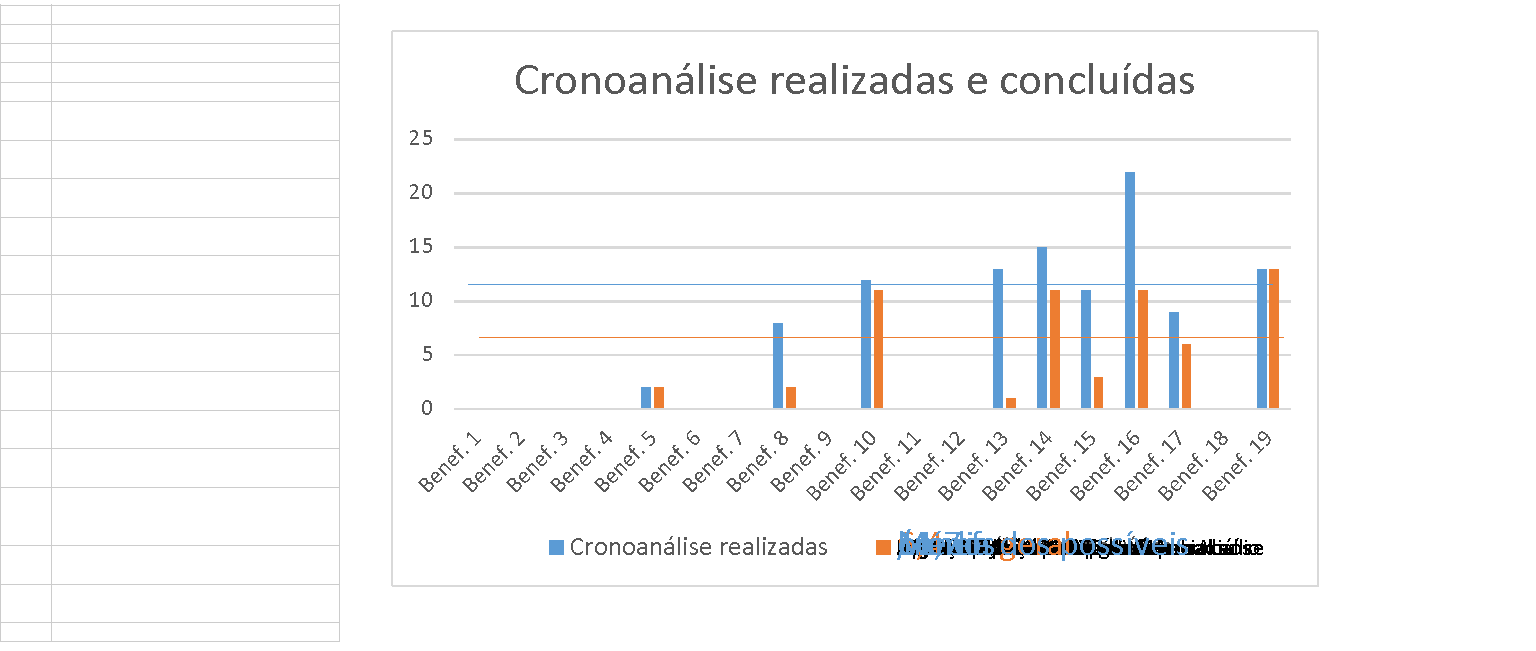 Cronoanálise realizadas e concluídas
25
20
15
10
5
0
Benef. 1
Benef. 2
Benef. 3
Benef. 4
Benef. 5
Benef. 6
Benef. 7
Benef. 8
Benef. 9
Benef. 10
Benef. 11
Benef. 12
Benef. 13
Benef. 14
Benef. 15
Benef. 16
Benef. 17
Benef. 18
Benef. 19
Cronoanálise realizadas
possíveis